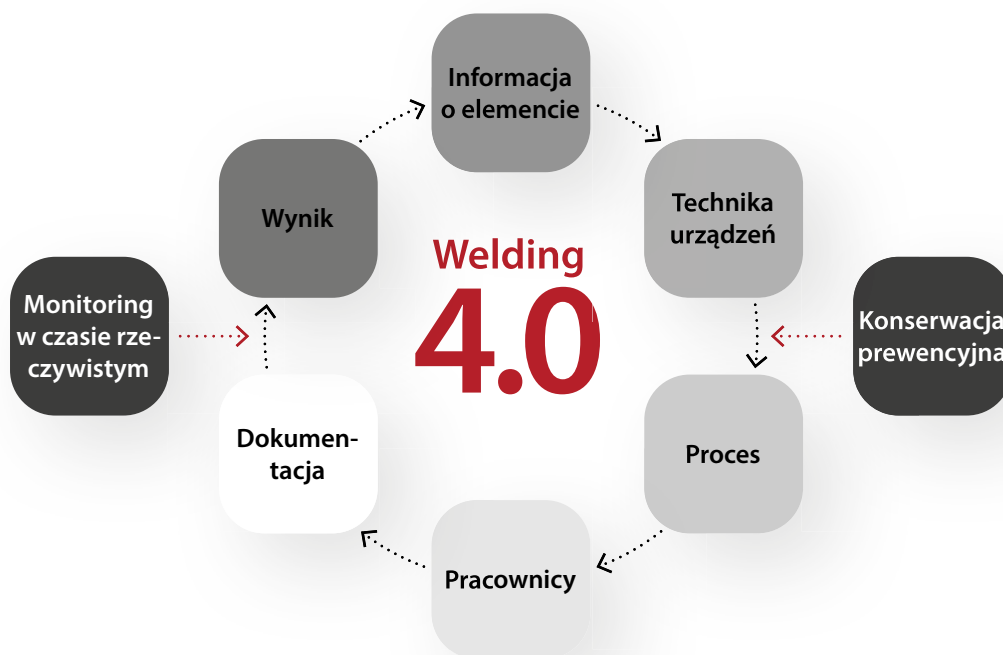 Informacja
o elemencie
Wynik
Technika
urządzeń
Welding
4.0
Monitoring
w czasie rze-
czywistym
Konserwacja
prewencyjna
Dokumen-
tacja
Proces
Pracownicy